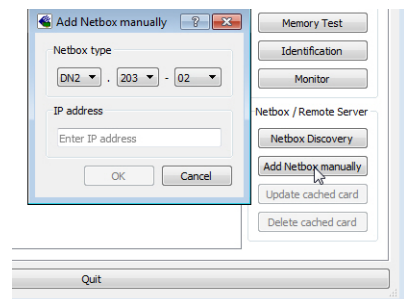 Add Netbox manually
Netbox type
DN2 . 203 - 02
IP address
Enter IP address
OK Cancel
Memory Test
Identification
Monitor
Netbox / Remote Server
Netbox Discovery
Add Netbox manually
Update cached card
Delete cached card
Quit